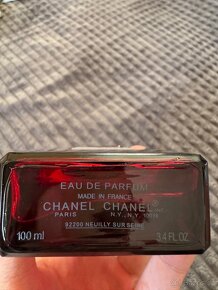 EAU DE PARFUM
MADE IN FRANCE
CHANEL CHANEL
PARIS N.Y., N.Y.,
92200 NEUILLY SUR SEINE
100 ml 3.4 FL.OZ